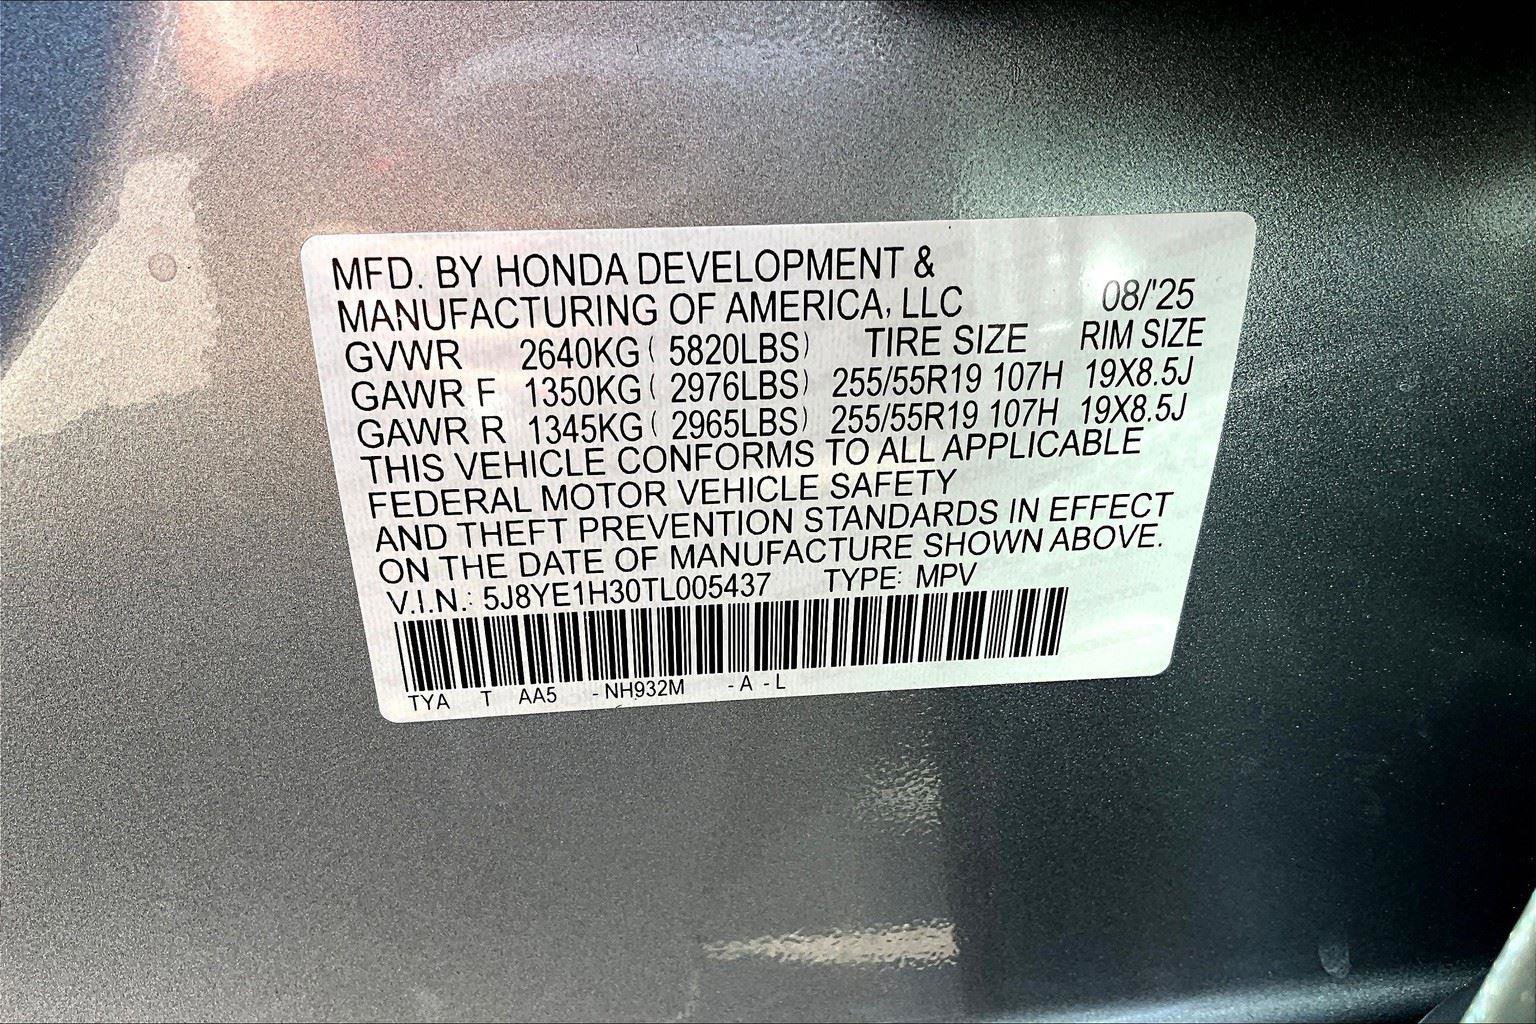 MFD. BY HONDA DEVELOPMENT &
MANUFACTURING OF AMERICA, LLC 08/'25
GVWR 2640KG ( 5820LBS) TIRE SIZE RIM SIZE
GAWR F 1350KG ( 2976LBS) 255/55R19 107H 19X8.5J
GAWR R 1345KG ( 2965LBS) 255/55R19 107H 19X8.5J
THIS VEHICLE CONFORMS TO ALL APPLICABLE
FEDERAL MOTOR VEHICLE SAFETY
AND THEFT PREVENTION STANDARDS IN EFFECT
ON THE DATE OF MANUFACTURE SHOWN ABOVE.
V.I.N.: 5J8YE1H30TL005437 TYPE: MPV
TYA T AA5 - NH932M - A - L